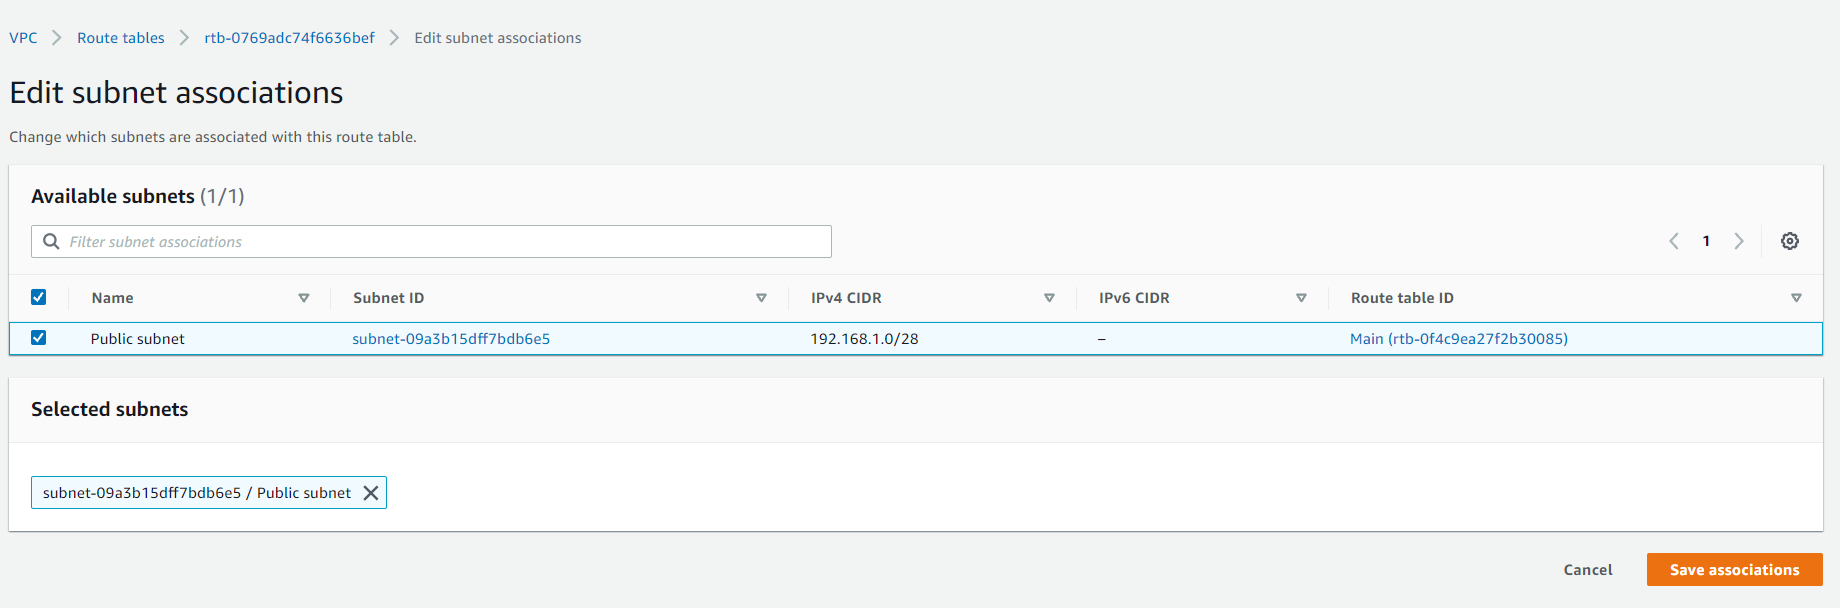 VPC Route tables rtb-0769adc74f6636bef Edit subnet associations
Edit subnet associations
Change which subnets are associated with this route table.
Available subnets (1/1)
Filter subnet associations 1
Name Subnet ID IPv4 CIDR IPv6 CIDR Route table ID
Public subnet subnet-09a3b15dff7bdb6e5 192.168.1.0/28 – Main (rtb-0f4c9ea27f2b30085)
Selected subnets
subnet-09a3b15dff7bdb6e5 / Public subnet
Cancel Save associations